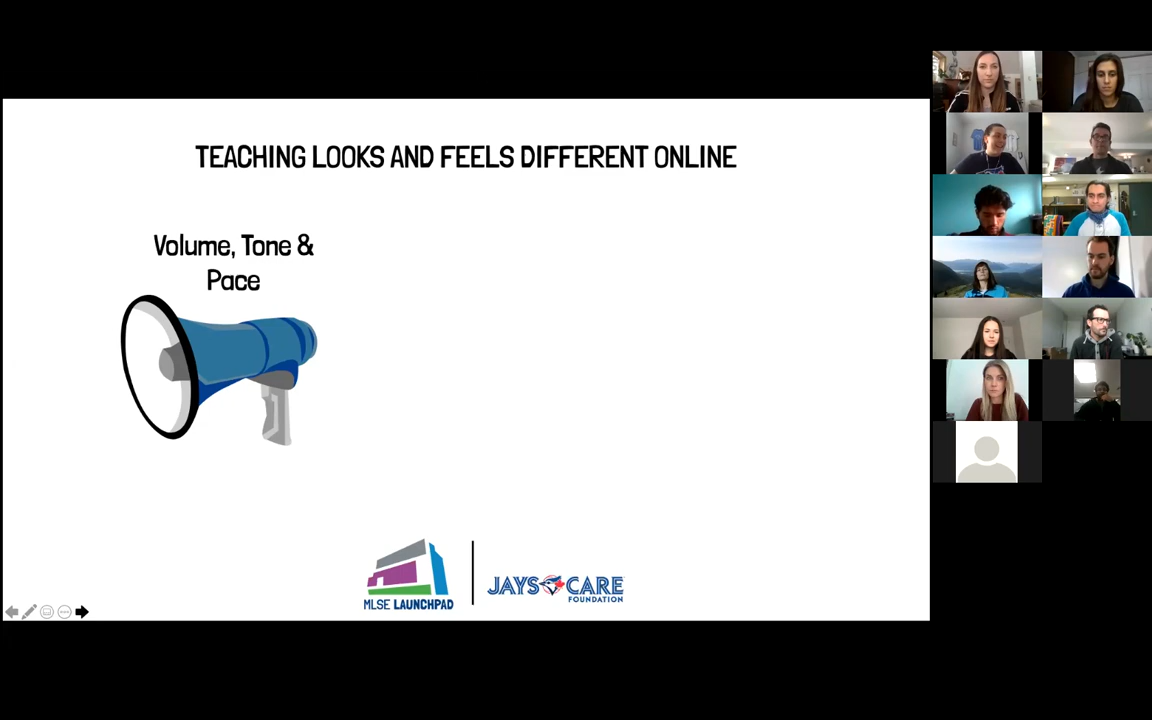 TEACHING LOOKS AND FEELS DIFFERENT ONLINE
Volume, Tone &
Pace
MLSE LAUNCHPAD
JAYS CARE
FOUNDATION